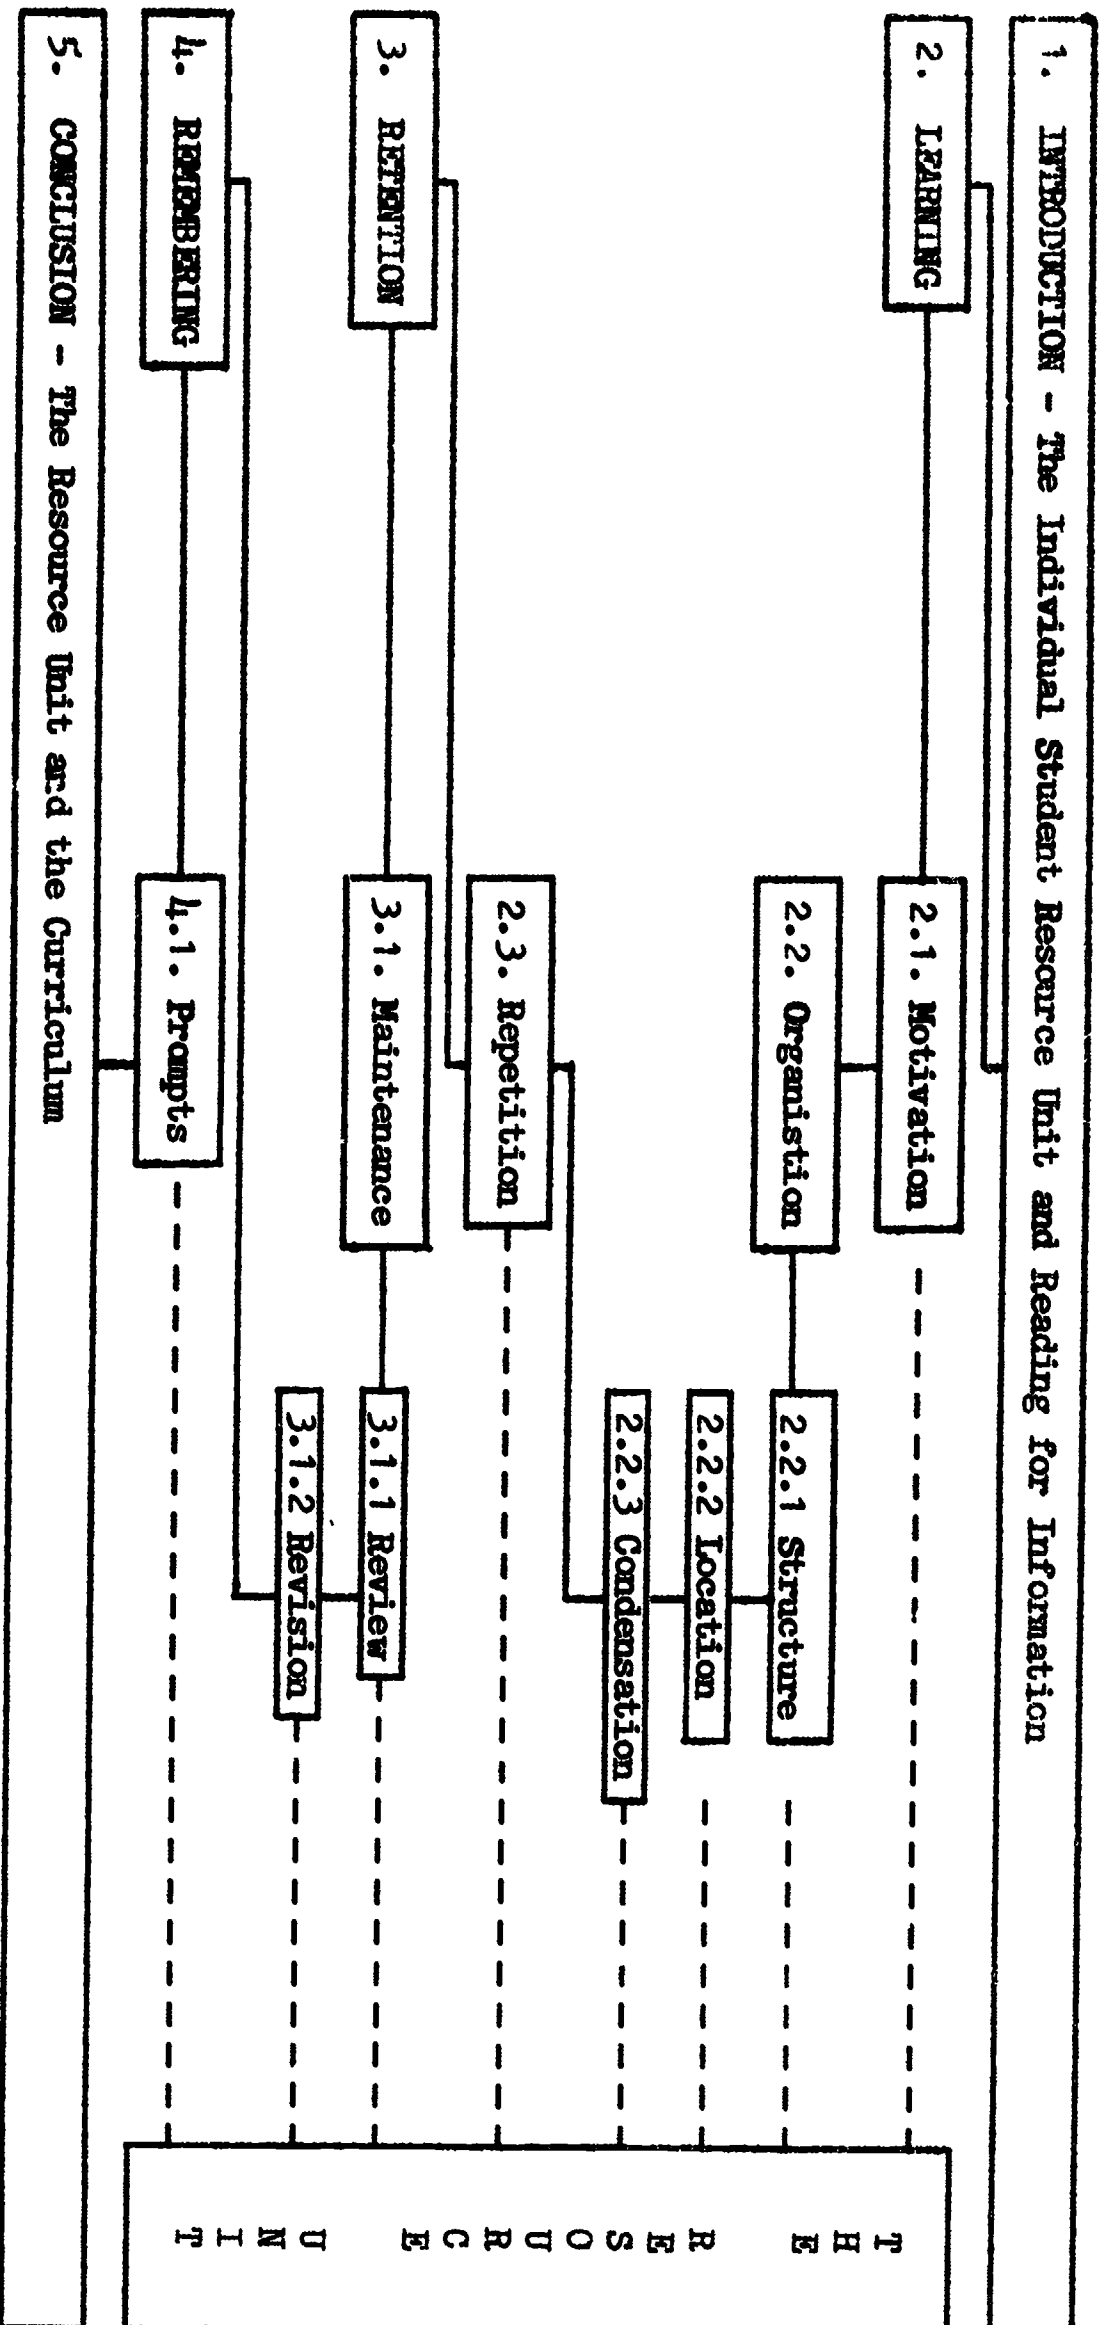 1. INTRODUCTION - The Individual Student Resource Unit and Reading for Information
2. LEARNING
2.1. Motivation
2.2. Organistion
2.2.1 Structure
2.2.2 Location
2.2.3 Condensation
2.3. Repetition
3. RETENTION
3.1. Maintenance
3.1.1 Review
3.1.2 Revision
4. REMEMBERING
4.1. Prompts
THE RESOURCE UNIT
5. CONCLUSION - The Resource Unit and the Curriculum